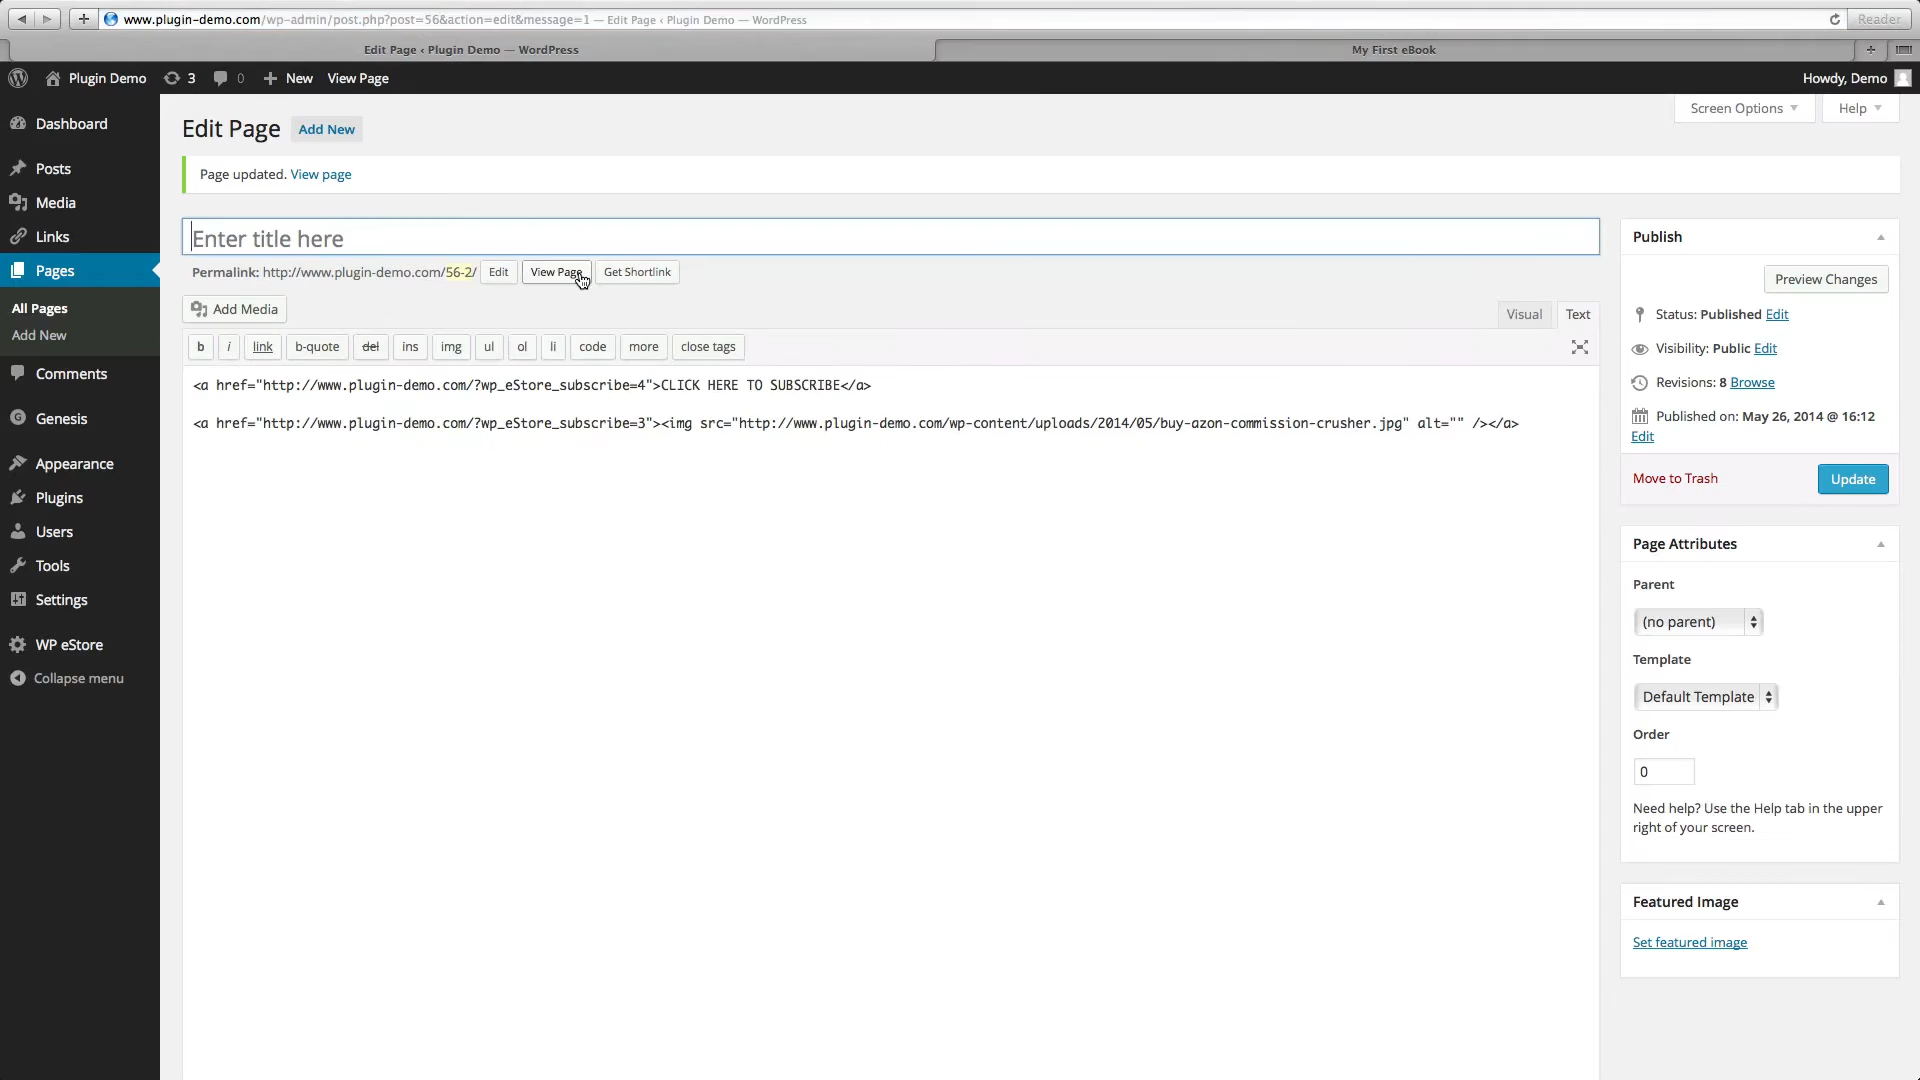 www.plugin-demo.com/wp-admin/post.php?post=56&action=edit&message=1 — Edit Page ‹ Plugin Demo — WordPress
Reader
Edit Page ‹ Plugin Demo — WordPress
My First eBook
Plugin Demo
3
0
New
View Page
Howdy, Demo
Dashboard
Posts
Media
Links
Pages
All Pages
Add New
Comments
Genesis
Appearance
Plugins
Users
Tools
Settings
WP eStore
Collapse menu
Screen Options
Help
Edit Page
Add New
Page updated. View page
Enter title here
Permalink: http://www.plugin-demo.com/56-2/
Edit
View Page
Get Shortlink
Add Media
Visual
Text
b
i
link
b-quote
del
ins
img
ul
ol
li
code
more
close tags
<a href="http://www.plugin-demo.com/?wp_eStore_subscribe=4">CLICK HERE TO SUBSCRIBE</a>
<a href="http://www.plugin-demo.com/?wp_eStore_subscribe=3"><img src="http://www.plugin-demo.com/wp-content/uploads/2014/05/buy-azon-commission-crusher.jpg" alt="" /></a>
Publish
Preview Changes
Status: Published Edit
Visibility: Public Edit
Revisions: 8 Browse
Published on: May 26, 2014 @ 16:12
Edit
Move to Trash
Update
Page Attributes
Parent
(no parent)
Template
Default Template
Order
0
Need help? Use the Help tab in the upper
right of your screen.
Featured Image
Set featured image